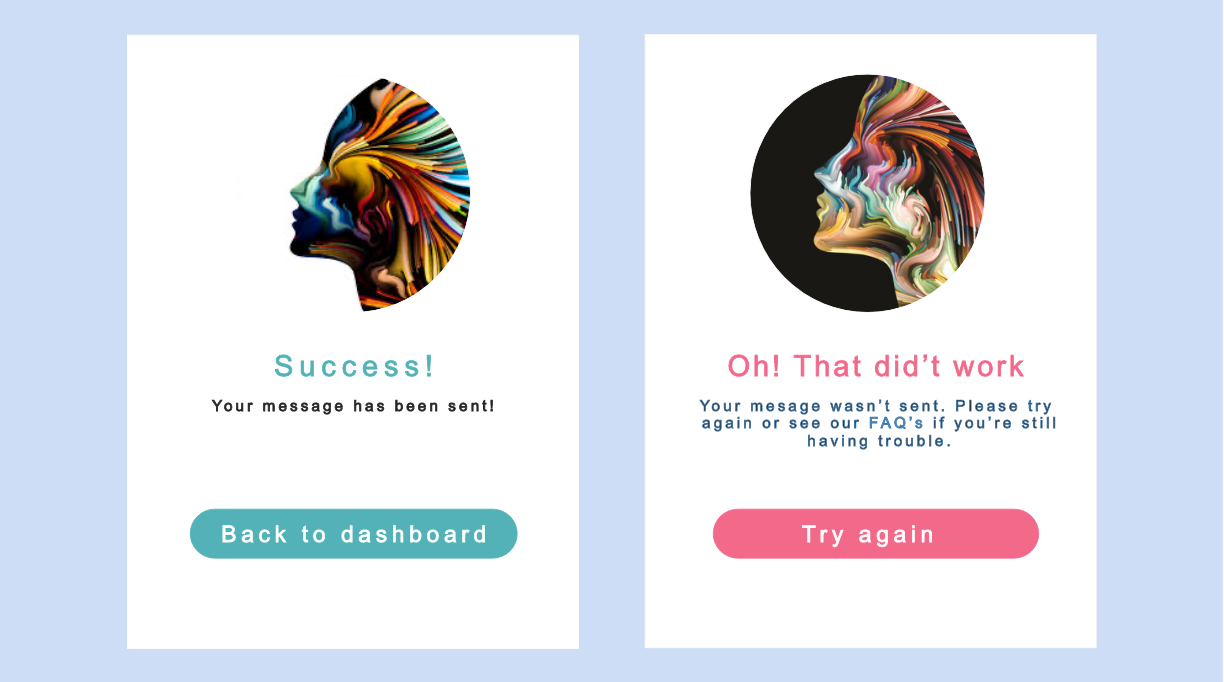 Success!
Your message has been sent!
Back to dashboard
Oh! That did’t work
Your mesage wasn’t sent. Please try
again or see our FAQ’s if you’re still
having trouble.
Try again